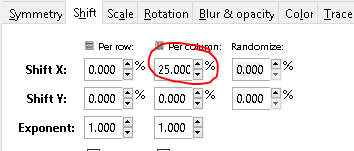 Symmetry Shift Scale Rotation Blur & opacity Color Trace
Per row: Per column: Randomize:
Shift X: 0.000 % 25.000 % 0.000 %
Shift Y: 0.000 % 0.000 % 0.000 %
Exponent: 1.000 1.000